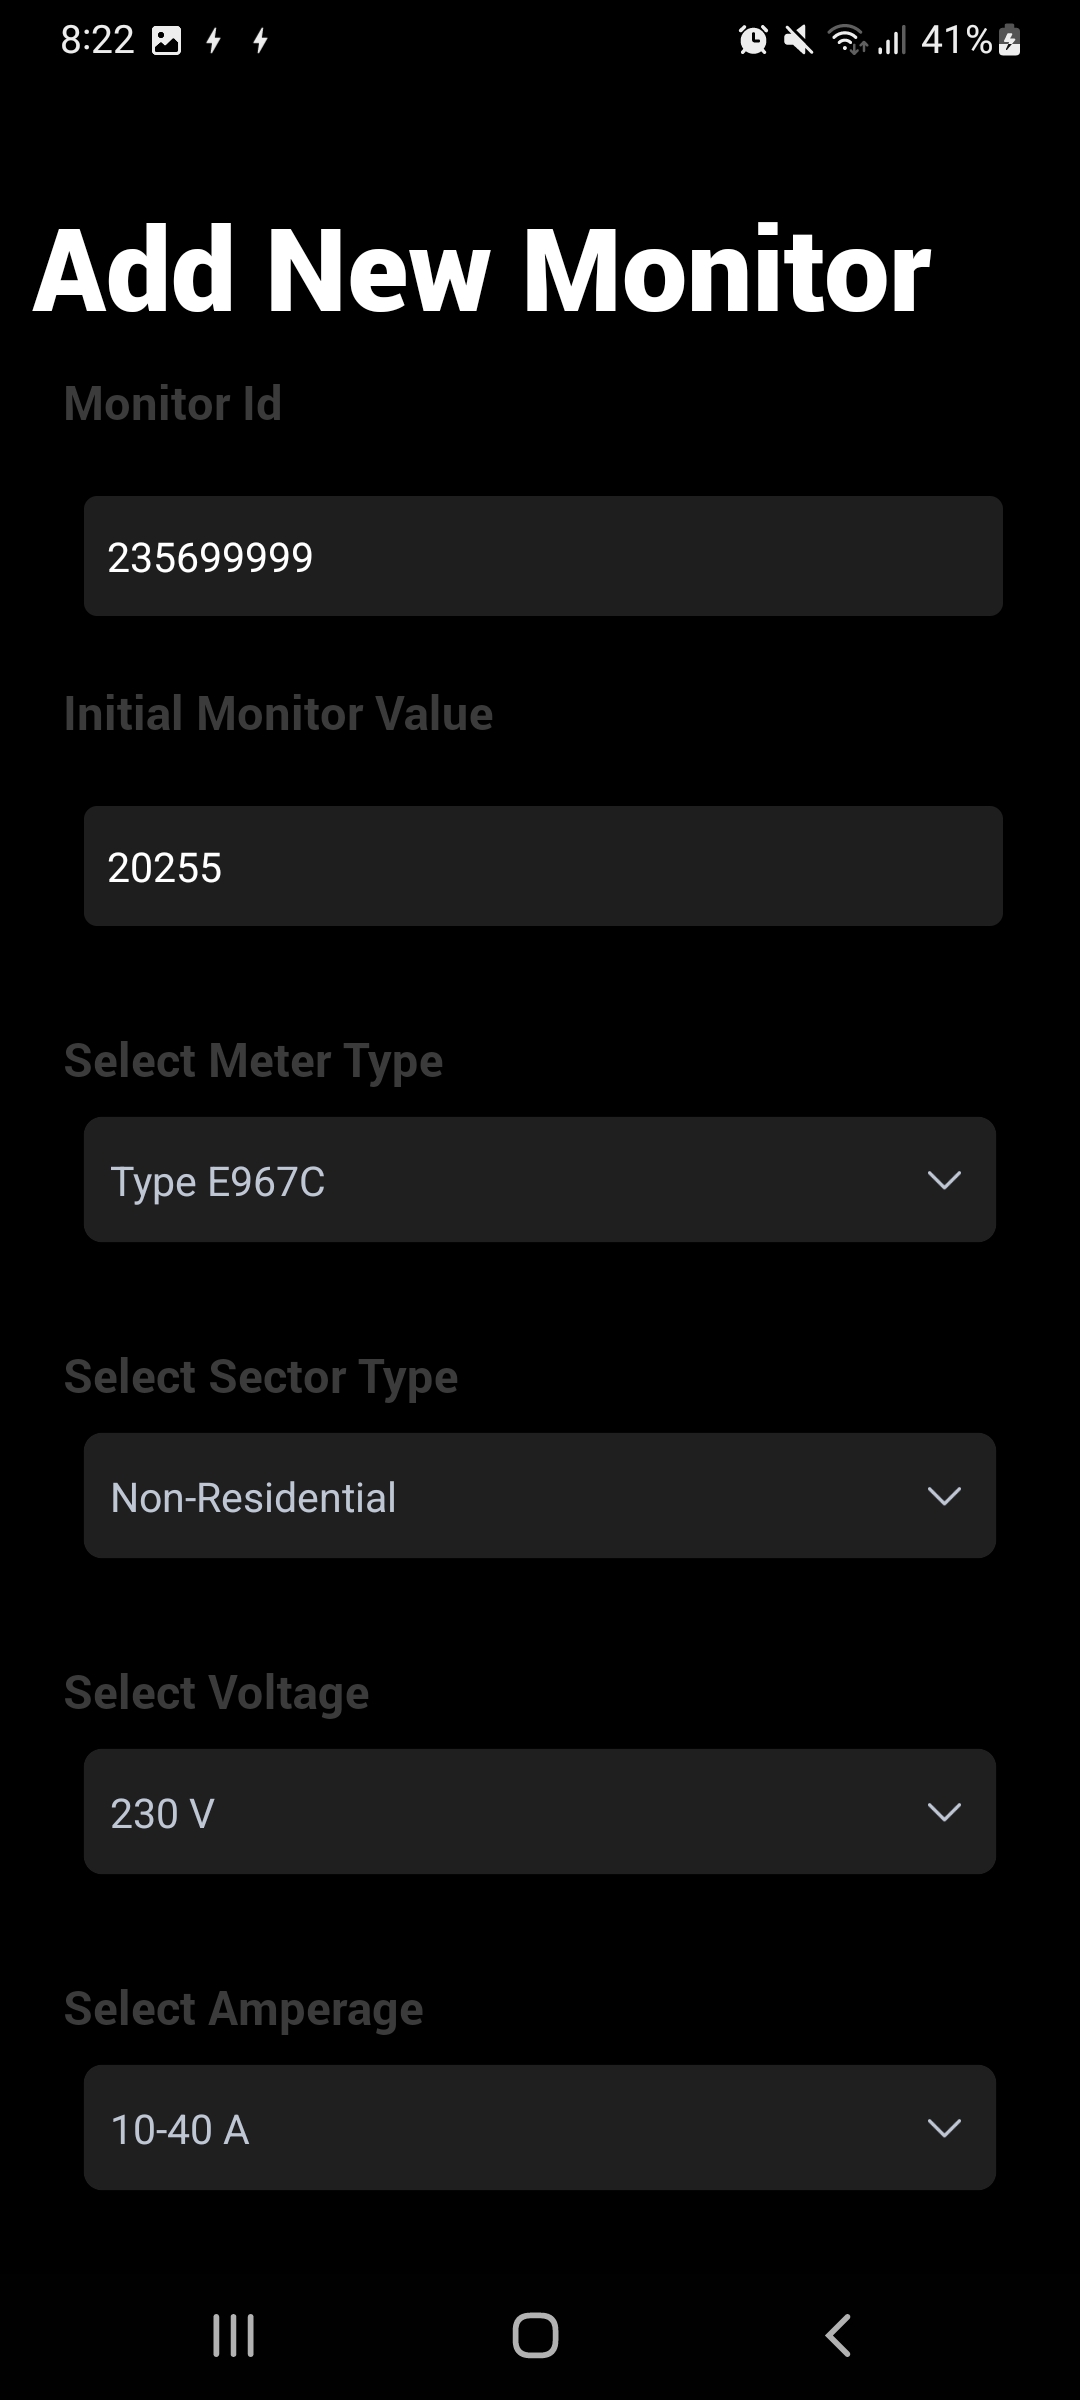 8:22 41%
Add New Monitor
Monitor Id
235699999
Initial Monitor Value
20255
Select Meter Type
Type E967C
Select Sector Type
Non-Residential
Select Voltage
230 V
Select Amperage
10-40 A